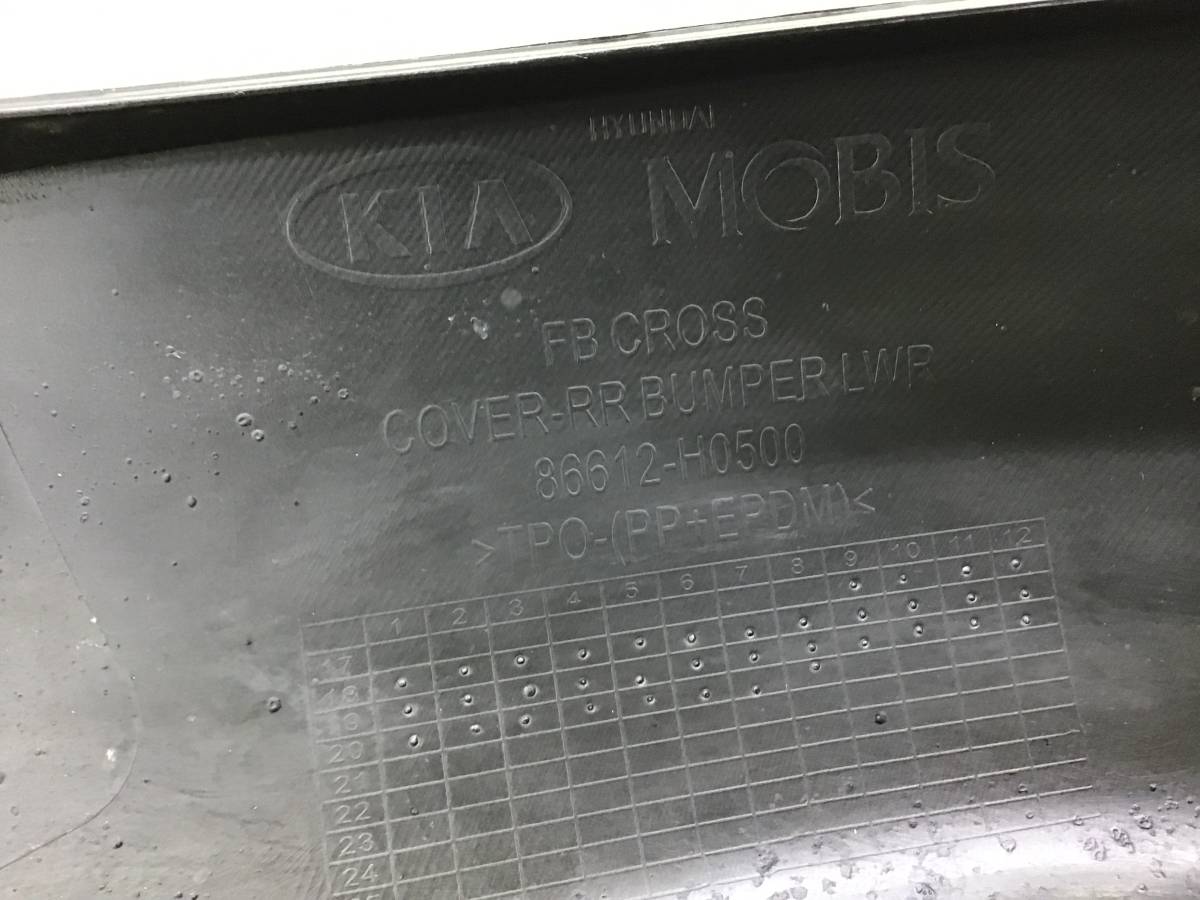 HYUNDAI
KIA MOBIS
FB CROSS
COVER-RR BUMPER LWR
86612-H0500
>TPO-(PP+EPDM)<
1 2 3 4 5 6 7 8 9 10 11 12
17
18
19
20
21
22
23
24